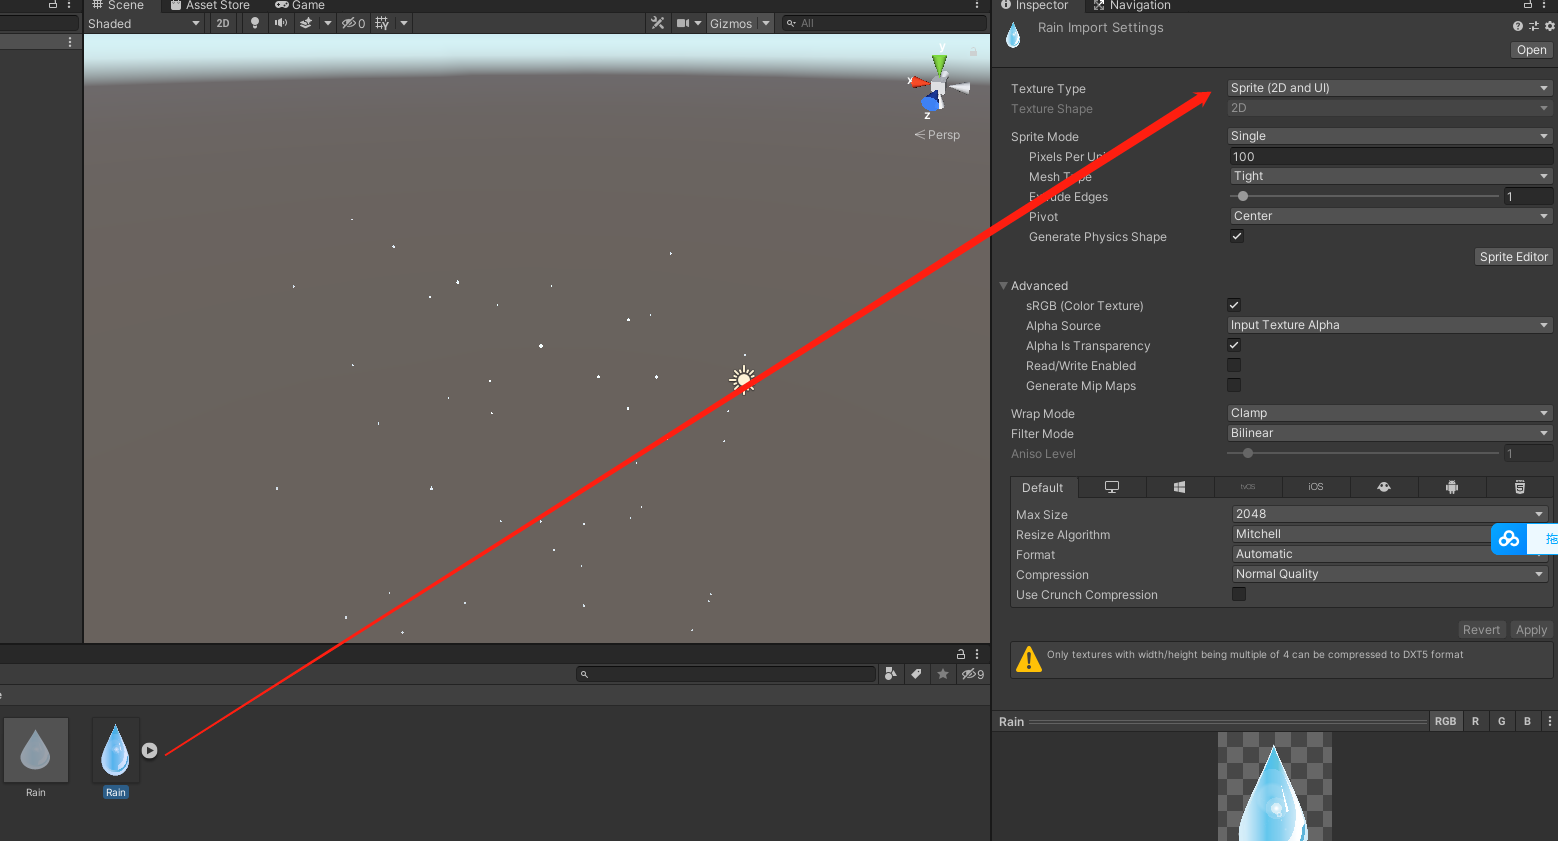 Scene
Asset Store
Game
Inspector
Navigation
Shaded
2D
0
Gizmos
All
Rain Import Settings
Open
y
x
z
Persp
Texture Type
Sprite (2D and UI)
Texture Shape
2D
Sprite Mode
Single
Pixels Per Uni
100
Mesh Type
Tight
Extrude Edges
1
Pivot
Center
Generate Physics Shape
Sprite Editor
Advanced
sRGB (Color Texture)
Alpha Source
Input Texture Alpha
Alpha Is Transparency
Read/Write Enabled
Generate Mip Maps
Wrap Mode
Clamp
Filter Mode
Bilinear
Aniso Level
1
Default
tvOS
iOS
Max Size
2048
Resize Algorithm
Mitchell
拖
Format
Automatic
Compression
Normal Quality
Use Crunch Compression
Revert
Apply
Only textures with width/height being multiple of 4 can be compressed to DXT5 format
9
e
Rain
RGB
R
G
B
Rain
Rain